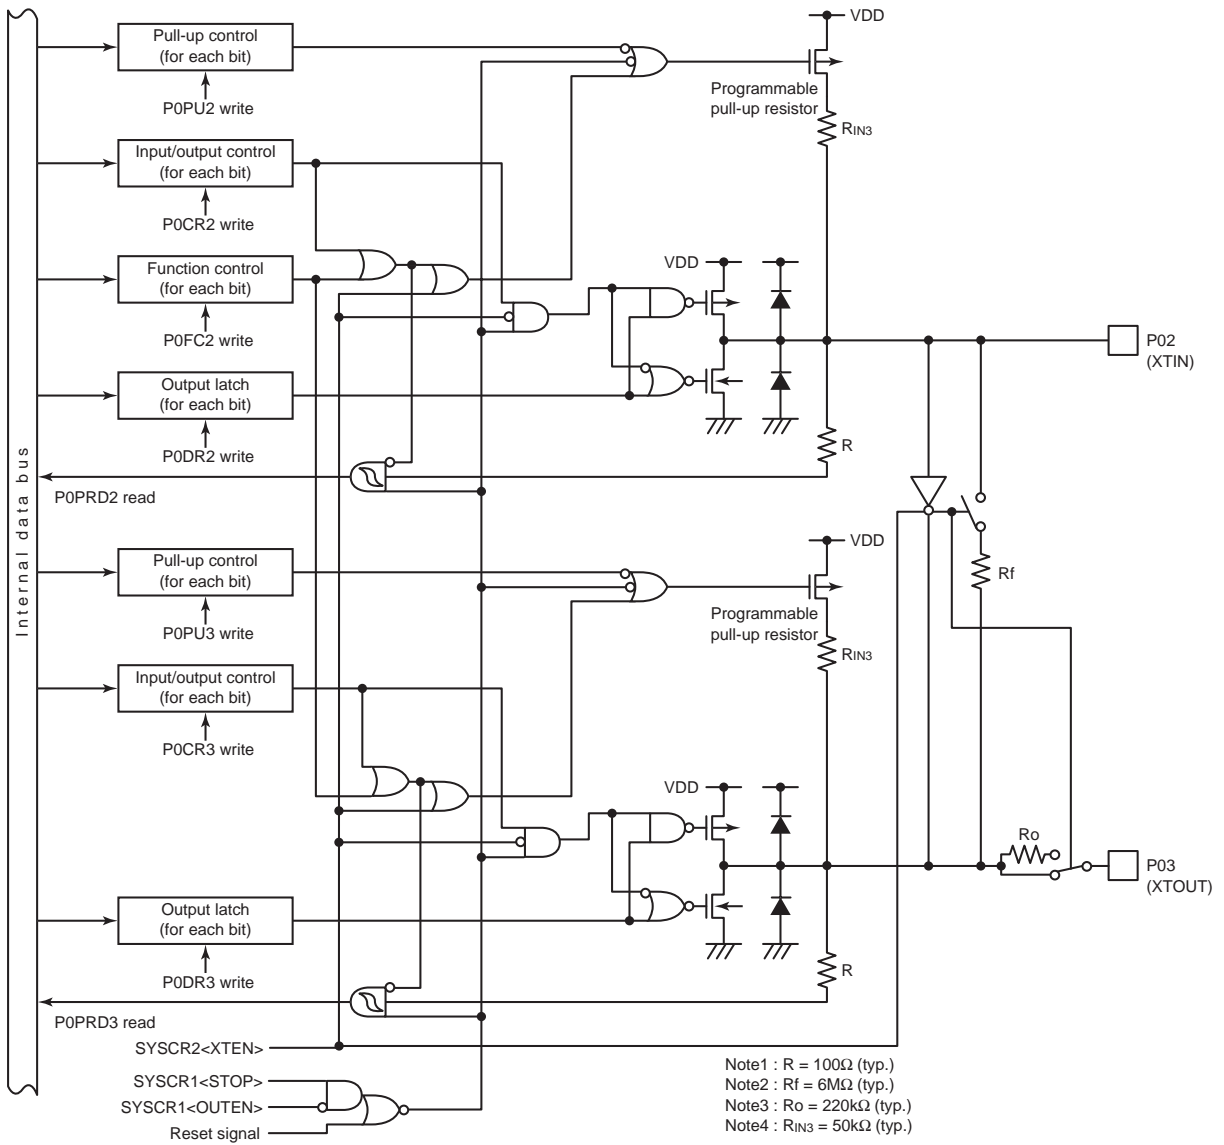 VDD
Pull-up control
(for each bit)
P0PU2 write
Programmable
pull-up resistor
RIN3
Input/output control
(for each bit)
P0CR2 write
Function control
(for each bit)
P0FC2 write
VDD
P02
(XTIN)
Output latch
(for each bit)
P0DR2 write
R
P0PRD2 read
Internal data bus
VDD
Pull-up control
(for each bit)
P0PU3 write
Rf
Programmable
pull-up resistor
RIN3
Input/output control
(for each bit)
P0CR3 write
VDD
Ro
P03
(XTOUT)
Output latch
(for each bit)
P0DR3 write
R
P0PRD3 read
SYSCR2<XTEN>
SYSCR1<STOP>
SYSCR1<OUTEN>
Reset signal
Note1 : R = 100Ω (typ.)
Note2 : Rf = 6MΩ (typ.)
Note3 : Ro = 220kΩ (typ.)
Note4 : RIN3 = 50kΩ (typ.)